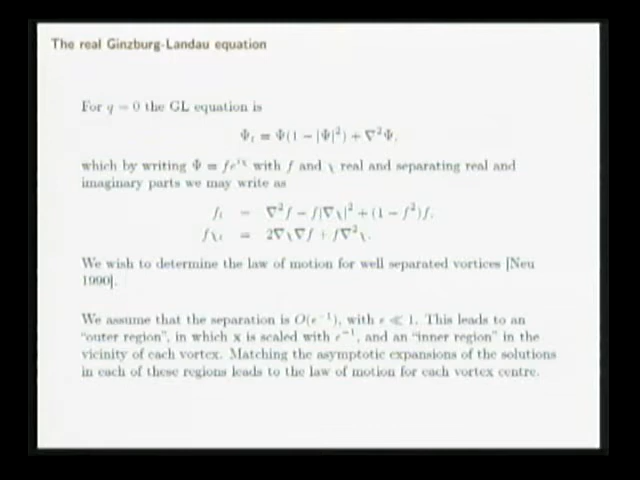 The real Ginzburg-Landau equation
For q = 0 the GL equation is
Ψ_t = Ψ(1 − |Ψ|²) + ∇²Ψ,
which by writing Ψ = fe^{iχ} with f and χ real and separating real and
imaginary parts we may write as
f_t = ∇²f − f|∇χ|² + (1 − f²)f,
fχ_t = 2∇χ∇f + f∇²χ.
We wish to determine the law of motion for well separated vortices [Neu
1990].
We assume that the separation is O(ϵ⁻¹), with ϵ ≪ 1. This leads to an
"outer region", in which x is scaled with ϵ⁻¹, and an "inner region" in the
vicinity of each vortex. Matching the asymptotic expansions of the solutions
in each of these regions leads to the law of motion for each vortex centre.